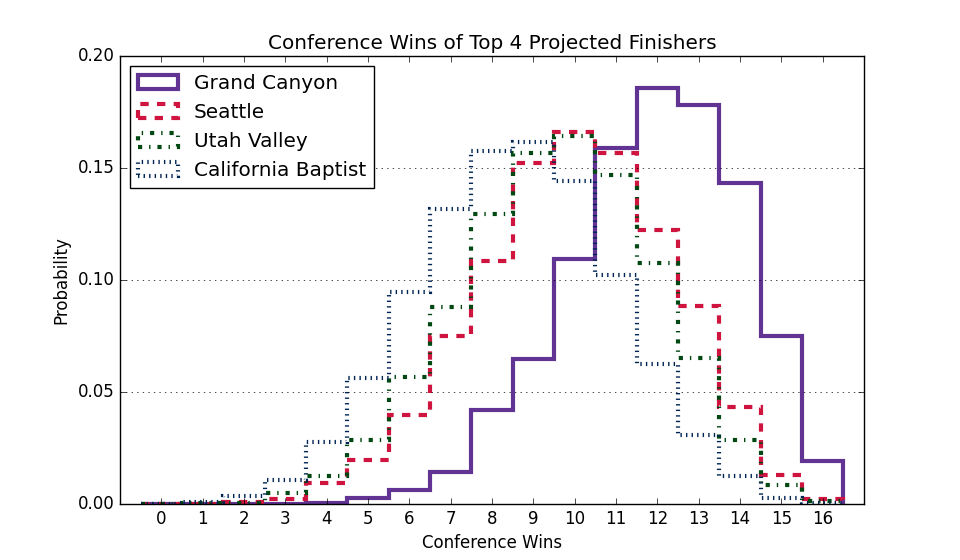 Conference Wins of Top 4 Projected Finishers
0.20
0.15
0.10
0.05
0.00
Probability
Grand Canyon
Seattle
Utah Valley
California Baptist
0 1 2 3 4 5 6 7 8 9 10 11 12 13 14 15 16
Conference Wins